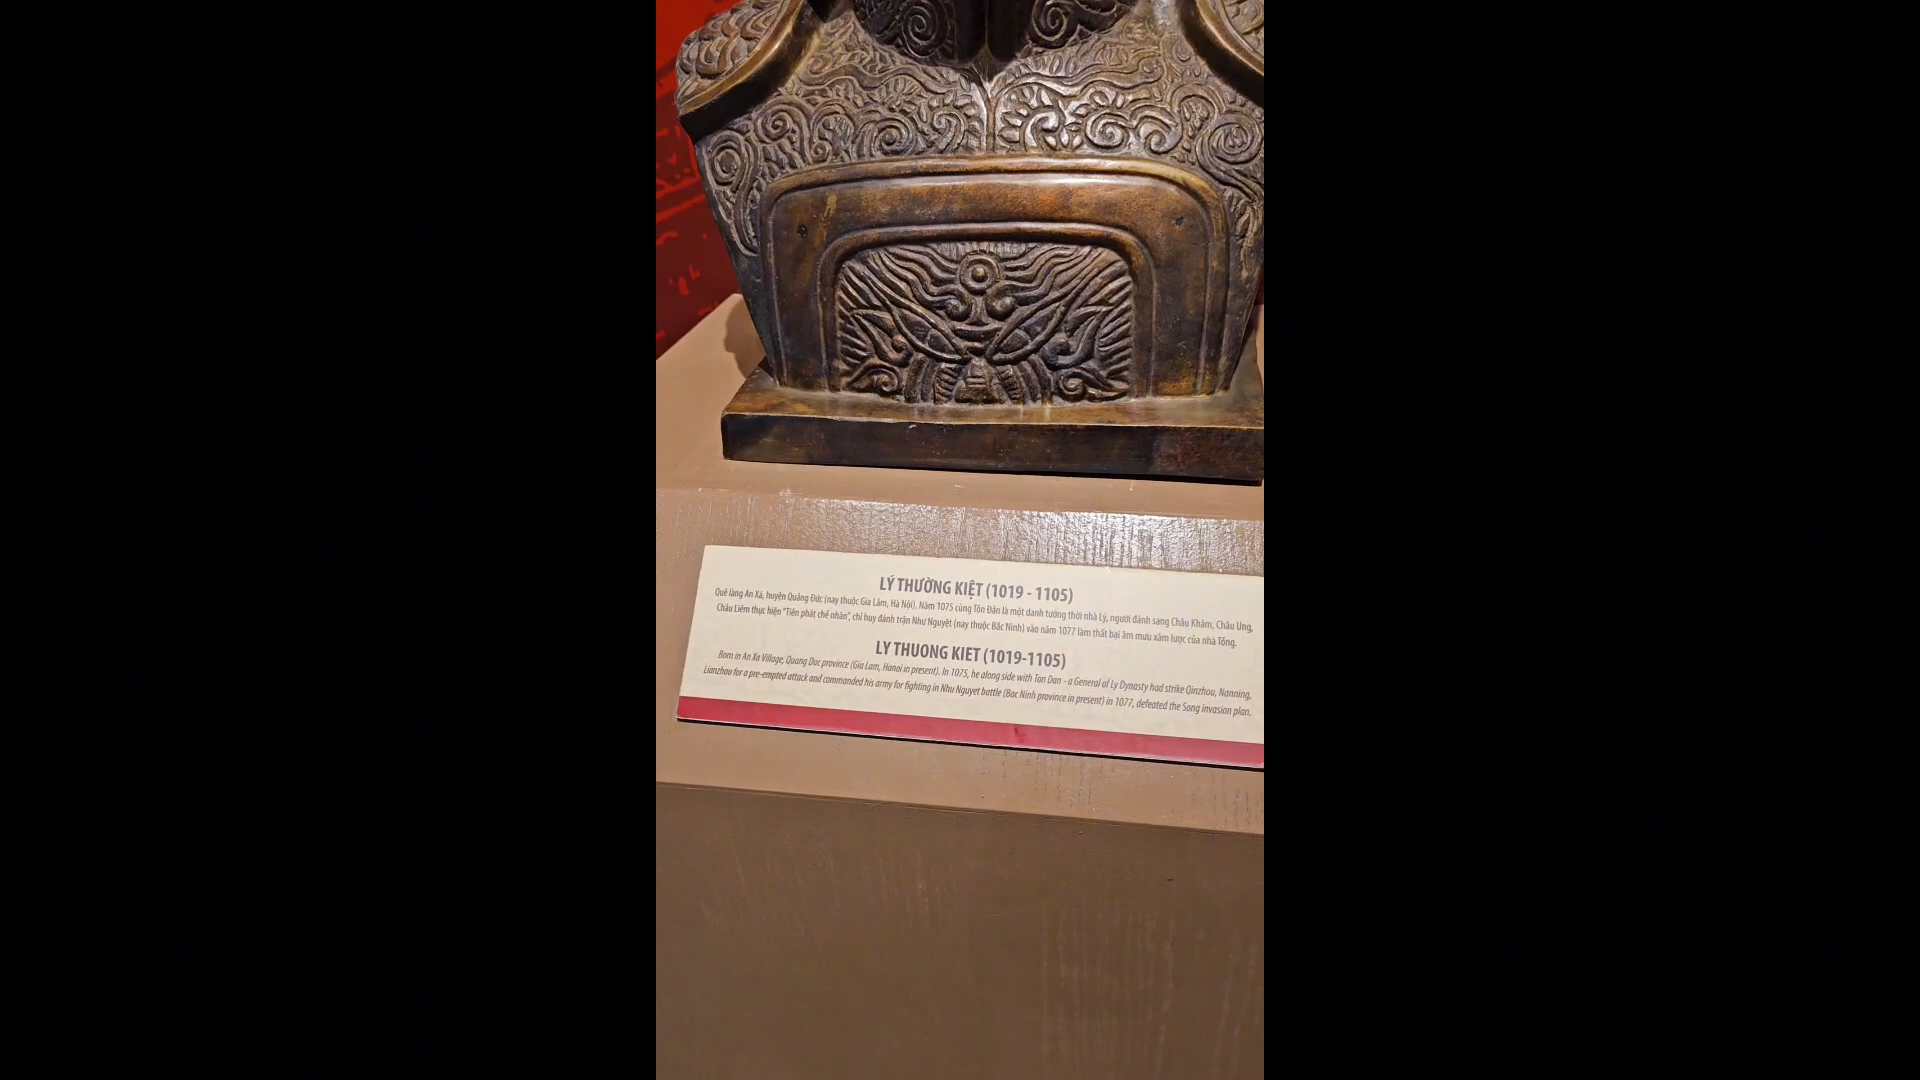 LÝ THƯỜNG KIỆT (1019 - 1105)
Quê làng An Xá, huyện Quảng Đức (nay thuộc Gia Lâm, Hà Nội). Năm 1075 cùng Tôn Đản là một danh tướng thời nhà Lý, người đánh sang Châu Khâm, Châu Ung,
Châu Liêm thực hiện "Tiên phát chế nhân", chỉ huy đánh trận Như Nguyệt (nay thuộc Bắc Ninh) vào năm 1077 làm thất bại âm mưu xâm lược của nhà Tống.
LY THUONG KIET (1019-1105)
Born in An Xa Village, Quang Duc province (Gia Lam, Hanoi in present). In 1075, he along side with Ton Dan - a General of Ly Dynasty had strike Qinzhou, Nanning,
Lianzhou for a pre-empted attack and commanded his army for fighting in Nhu Nguyet battle (Bac Ninh province in present) in 1077, defeated the Song invasion plan.